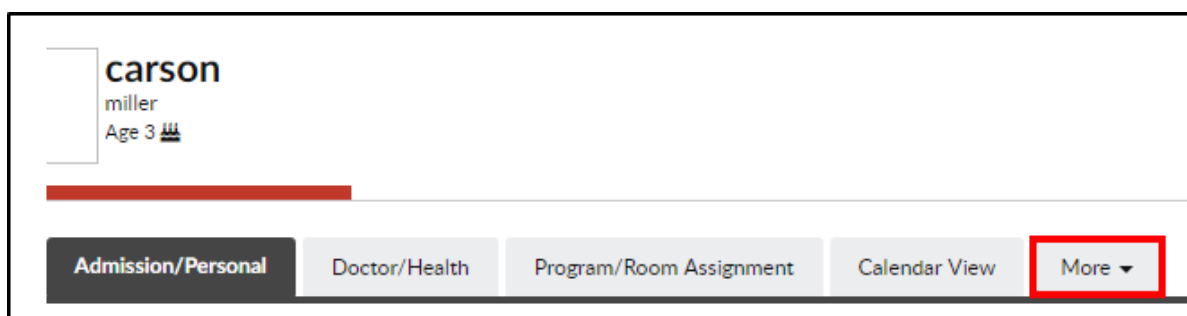 carson
miller
Age 3
Admission/Personal Doctor/Health Program/Room Assignment Calendar View More